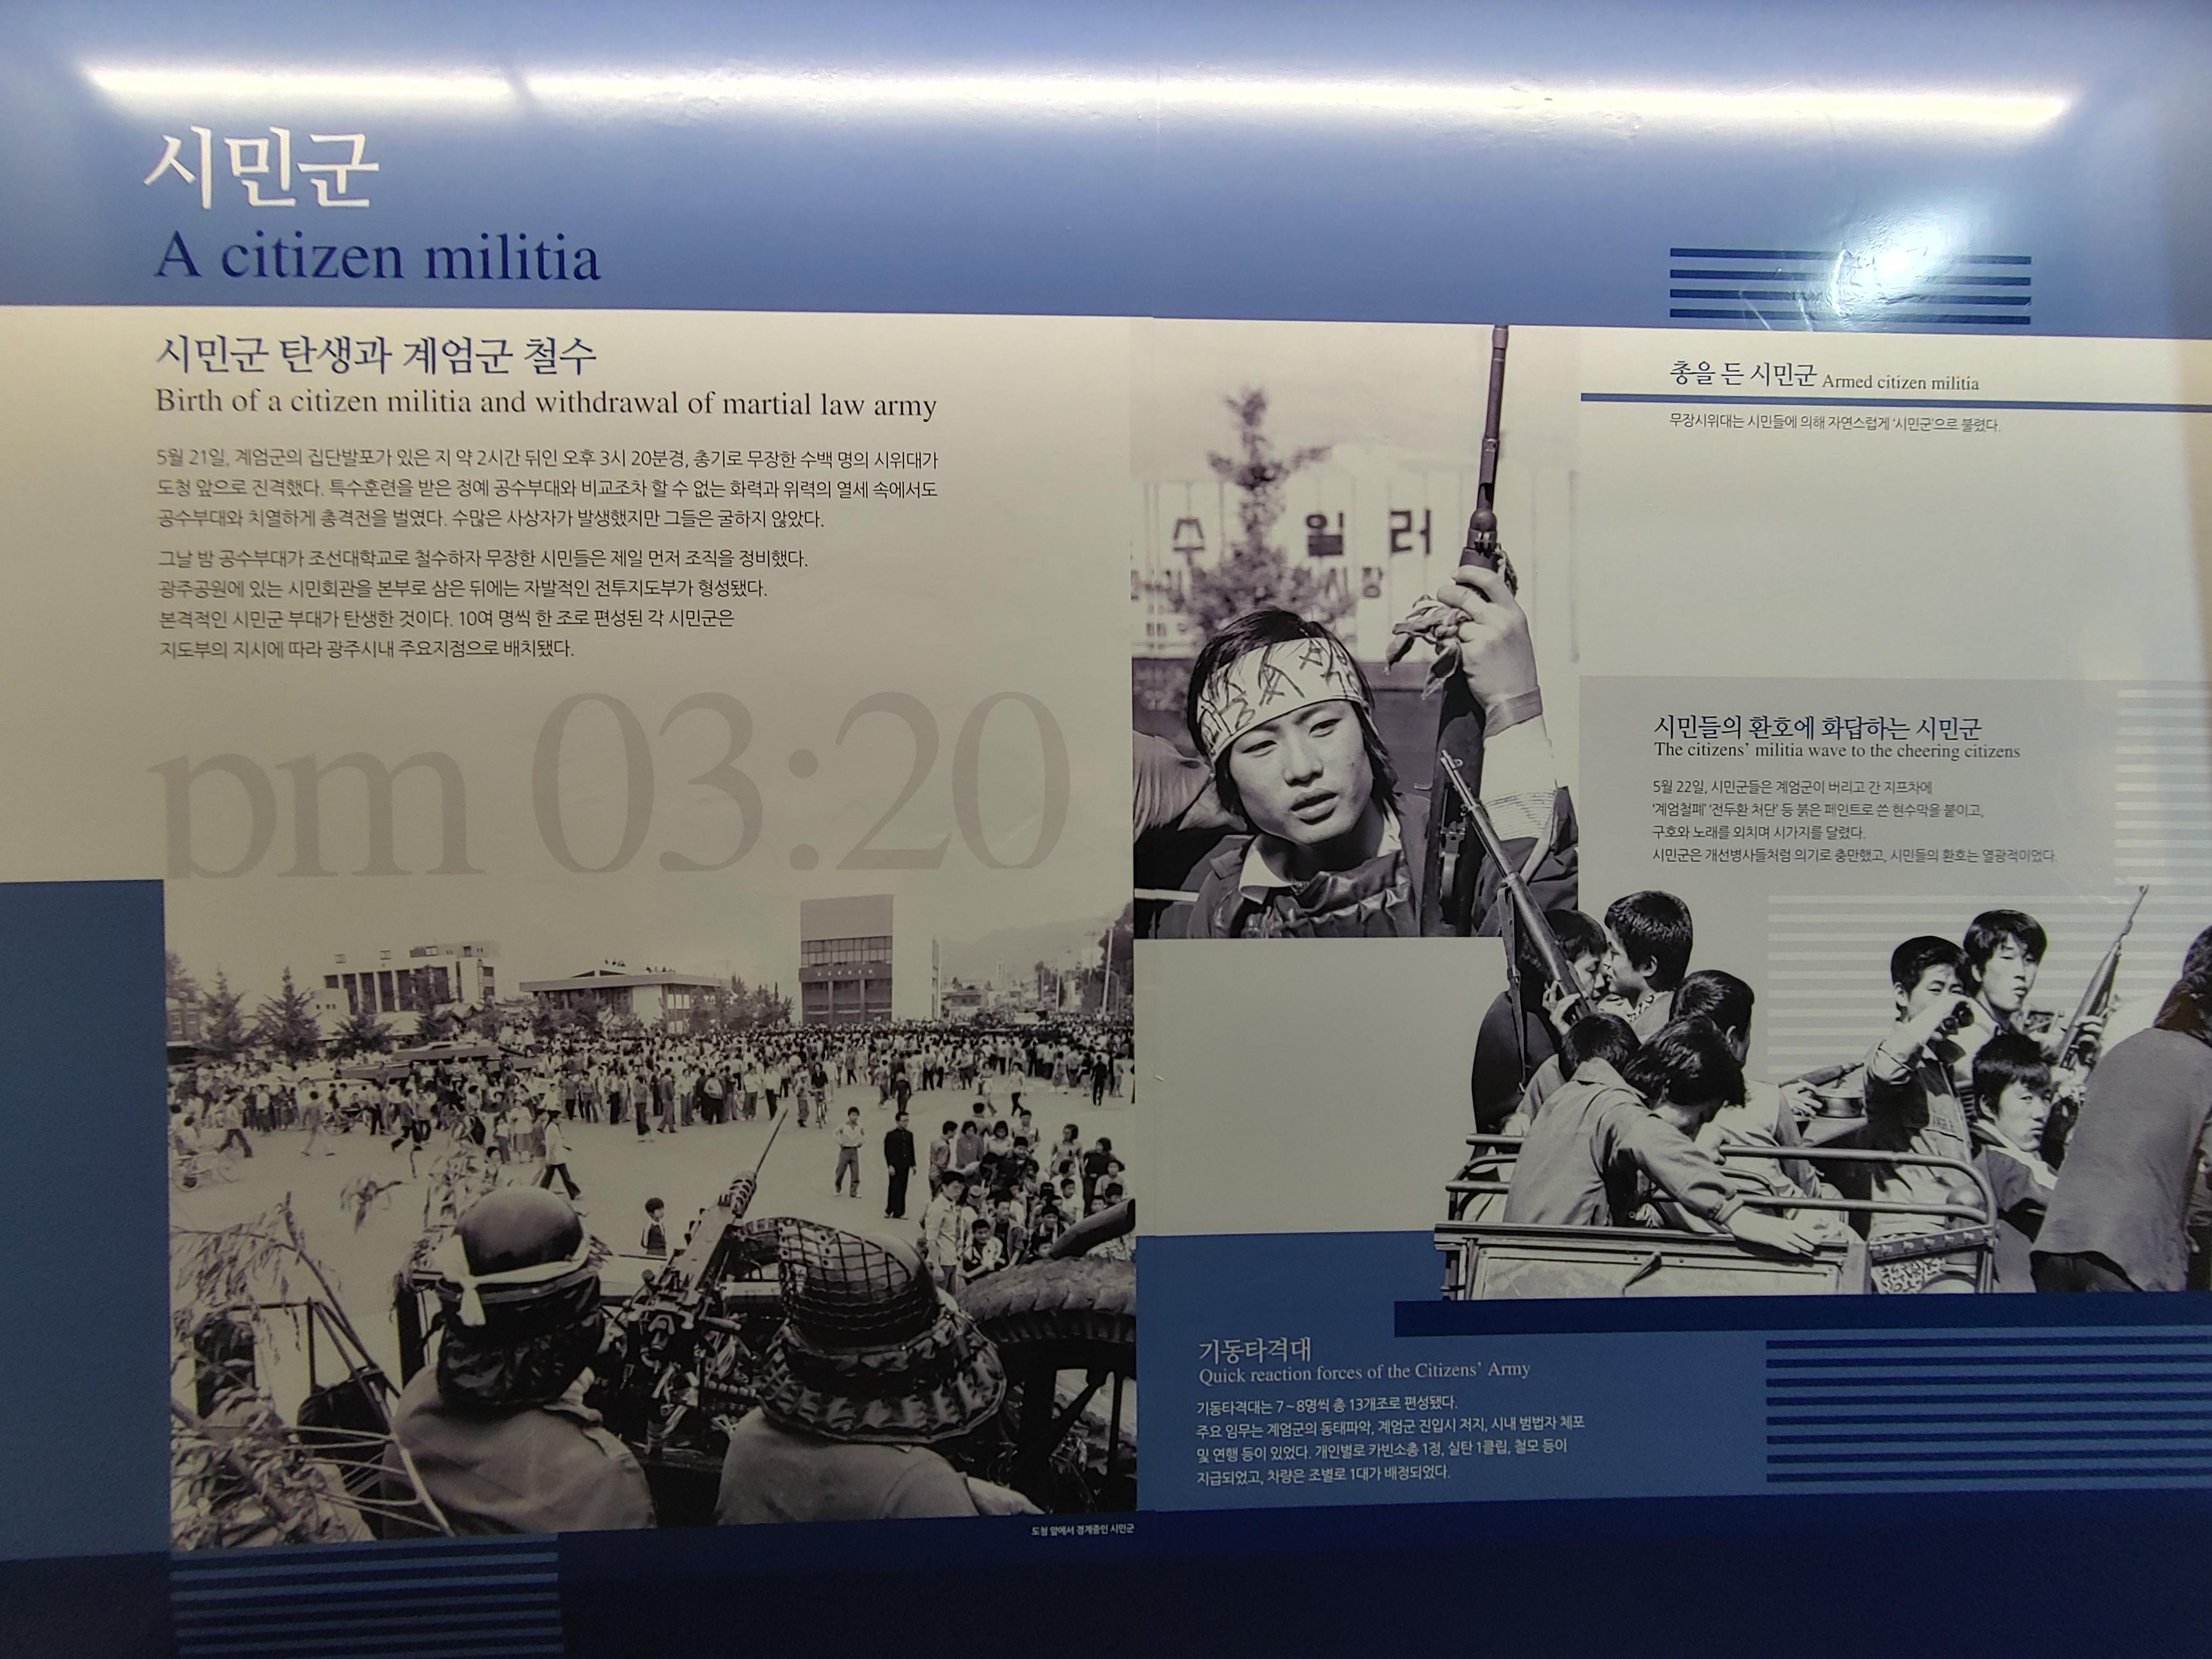 시민군
A citizen militia
시민군 탄생과 계엄군 철수
Birth of a citizen militia and withdrawal of martial law army
5월 21일, 계엄군의 집단발포가 있은 지 약 2시간 뒤인 오후 3시 20분경, 총기로 무장한 수백 명의 시위대가
도청 앞으로 진격했다. 특수훈련을 받은 정예 공수부대와 비교조차 할 수 없는 화력과 위력의 열세 속에서도
공수부대와 치열하게 총격전을 벌였다. 수많은 사상자가 발생했지만 그들은 굴하지 않았다.
그날 밤 공수부대가 조선대학교로 철수하자 무장한 시민들은 제일 먼저 조직을 정비했다.
광주공원에 있는 시민회관을 본부로 삼은 뒤에는 자발적인 전투지도부가 형성됐다.
본격적인 시민군 부대가 탄생한 것이다. 10여 명씩 한 조로 편성된 각 시민군은
지도부의 지시에 따라 광주시내 주요지점으로 배치됐다.
pm 03:20
도청 앞에서 경계중인 시민군
수 일 러
시장
총을 든 시민군 Armed citizen militia
무장시위대는 시민들에 의해 자연스럽게 '시민군'으로 불렸다.
시민들의 환호에 화답하는 시민군
The citizens' militia wave to the cheering citizens
5월 22일, 시민군들은 계엄군이 버리고 간 지프차에
'계엄철폐' '전두환 처단' 등 붉은 페인트로 쓴 현수막을 붙이고,
구호와 노래를 외치며 시가지를 달렸다.
시민군은 개선병사들처럼 의기로 충만했고, 시민들의 환호는 열광적이었다.
기동타격대
Quick reaction forces of the Citizens' Army
기동타격대는 7~8명씩 총 13개조로 편성됐다.
주요 임무는 계엄군의 동태파악, 계엄군 진입시 저지, 시내 범법자 체포
및 연행 등이 있었다. 개인별로 카빈소총 1정, 실탄 1클립, 철모 등이
지급되었고, 차량은 조별로 1대가 배정되었다.